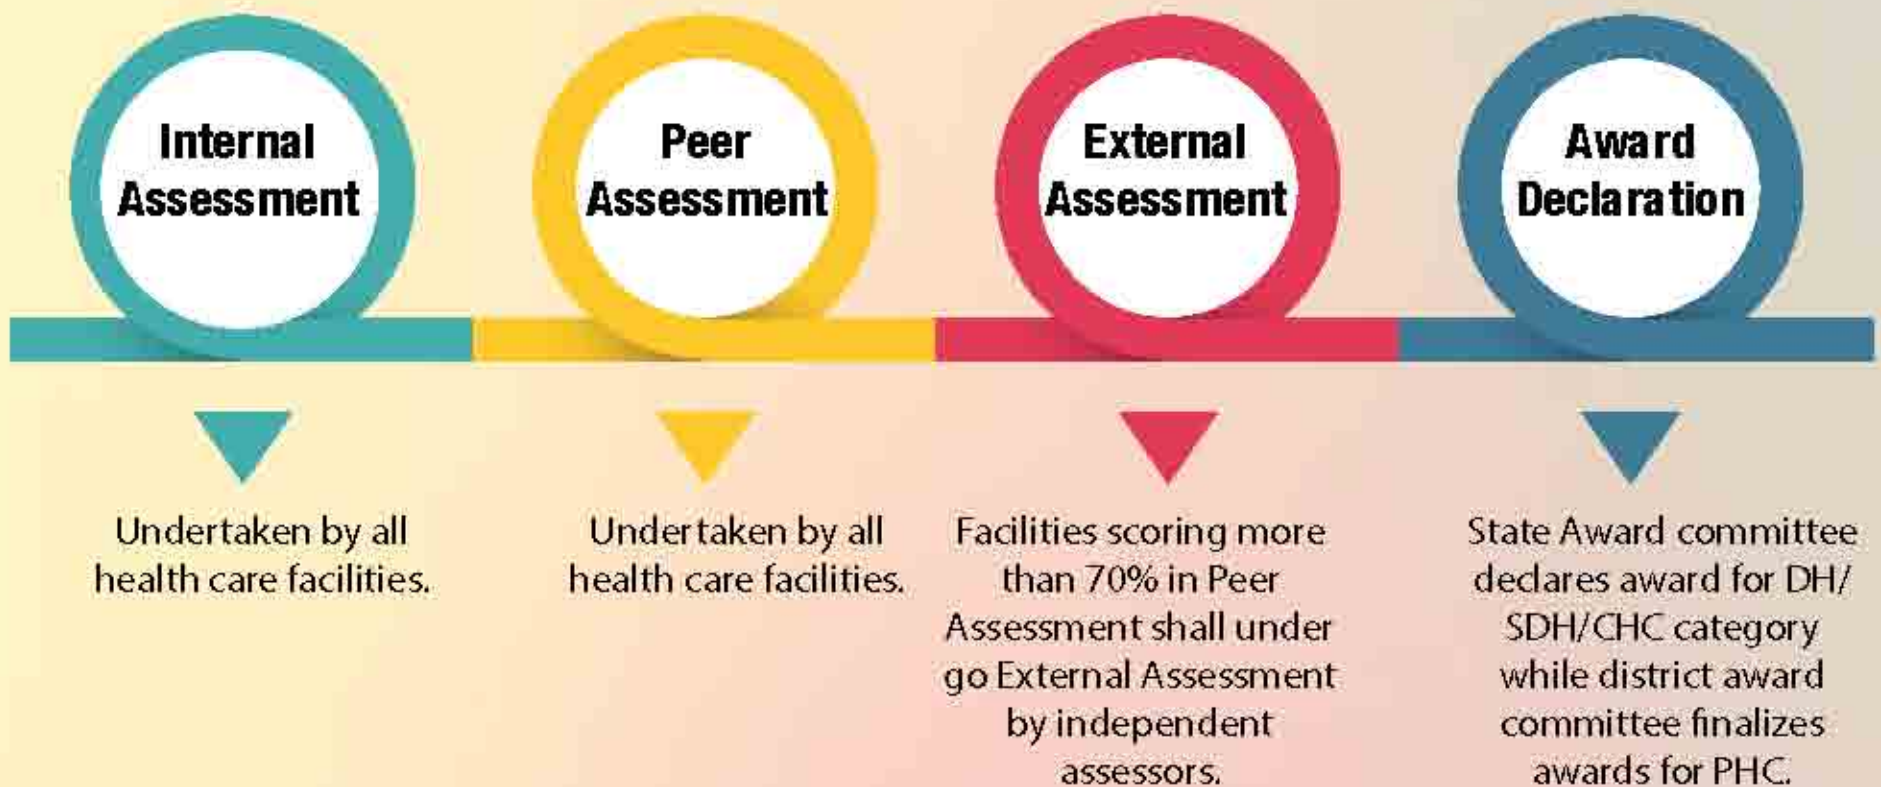 Internal
Assessment
Peer
Assessment
External
Assessment
Award
Declaration
Undertaken by all
health care facilities.
Undertaken by all
health care facilities.
Facilities scoring more
than 70% in Peer
Assessment shall under
go External Assessment
by independent
assessors.
State Award committee
declares award for DH/
SDH/CHC category
while district award
committee finalizes
awards for PHC.